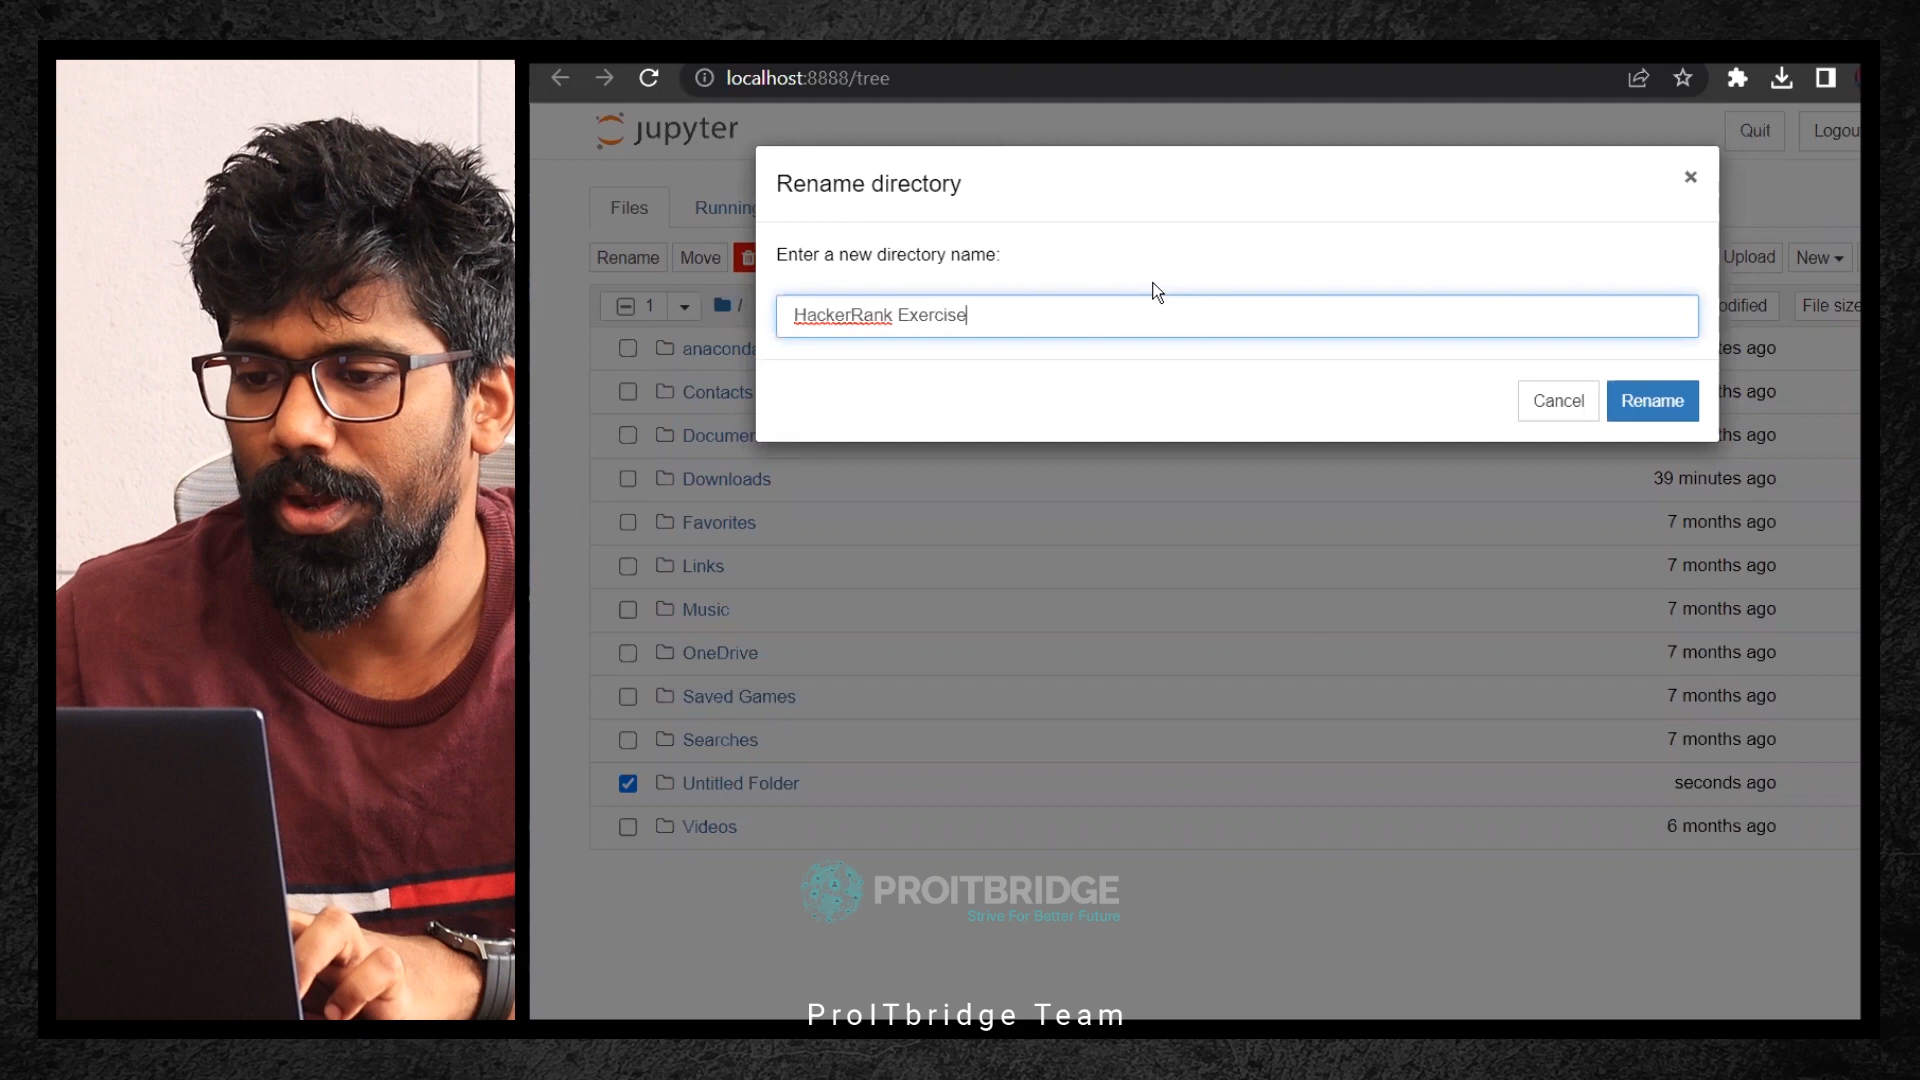 localhost:8888/tree
jupyter
Quit
Logou
Rename directory
×
Files
Running
Enter a new directory name:
Rename
Move
Upload
New
HackerRank Exercise
1
/
odified
File size
Cancel
Rename
anaconda
tes ago
Contacts
ths ago
Documen
ths ago
Downloads
39 minutes ago
Favorites
7 months ago
Links
7 months ago
Music
7 months ago
OneDrive
7 months ago
Saved Games
7 months ago
Searches
7 months ago
Untitled Folder
seconds ago
Videos
6 months ago
PROITBRIDGE
Strive For Better Future
ProITbridge Team